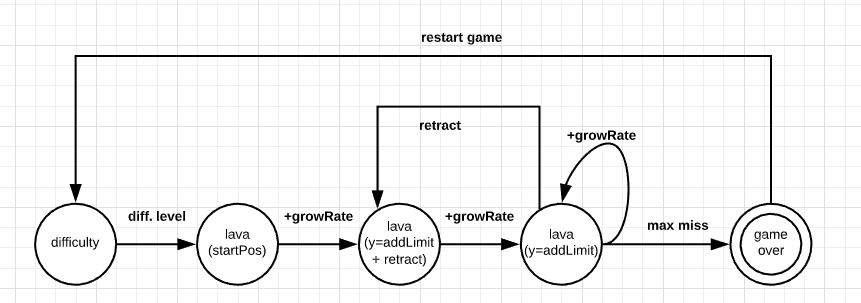 restart game
retract
+growRate
diff. level
+growRate
+growRate
max miss
difficulty
lava
(startPos)
lava
(y=addLimit
+ retract)
lava
(y=addLimit)
game
over